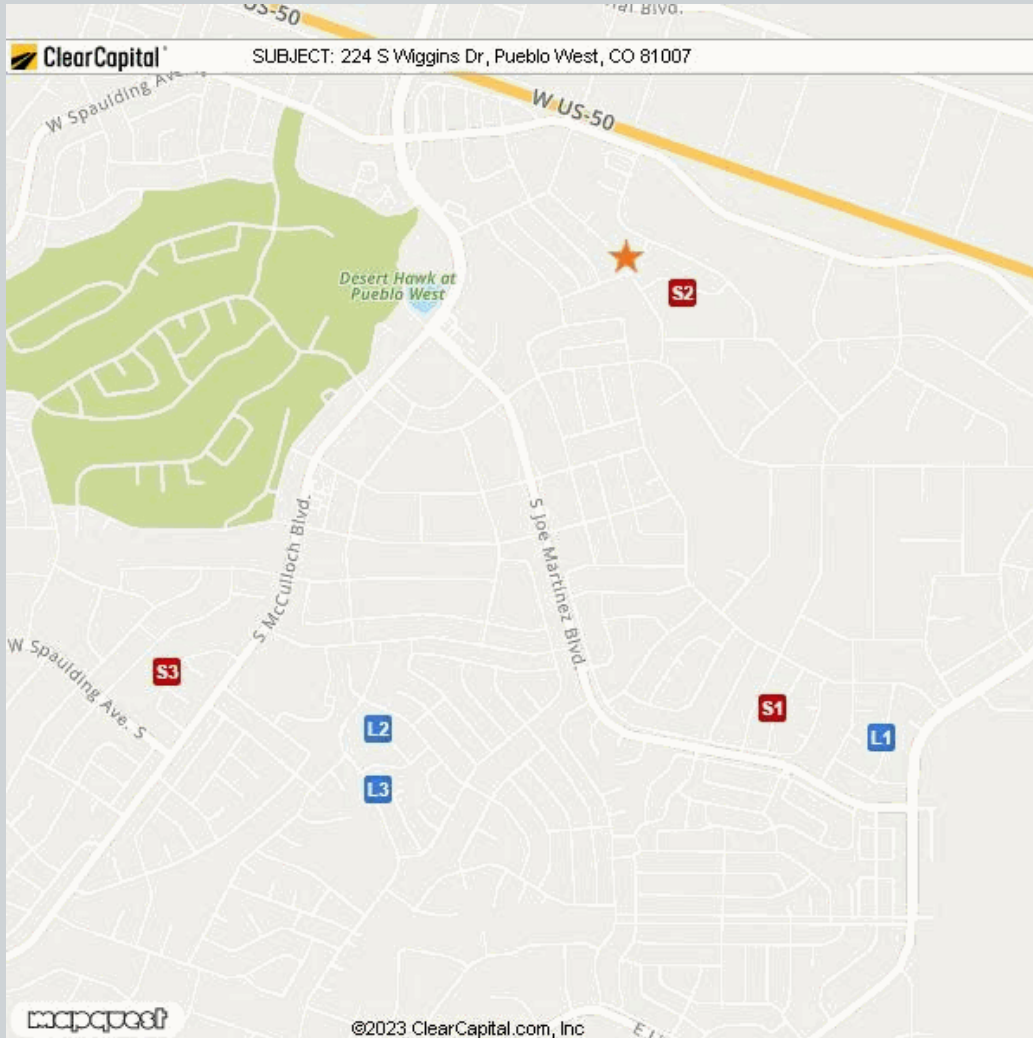 US-50
ClearCapital
SUBJECT: 224 S Wiggins Dr, Pueblo West, CO 81007
W Spaulding Ave.
W US-50
Desert Hawk at
Pueblo West
S2
S McCulloch Blvd.
S Joe Martinez Blvd.
W Spaulding Ave. S
S3
S1
L2
L1
L3
mapquest
©2023 ClearCapital.com, Inc